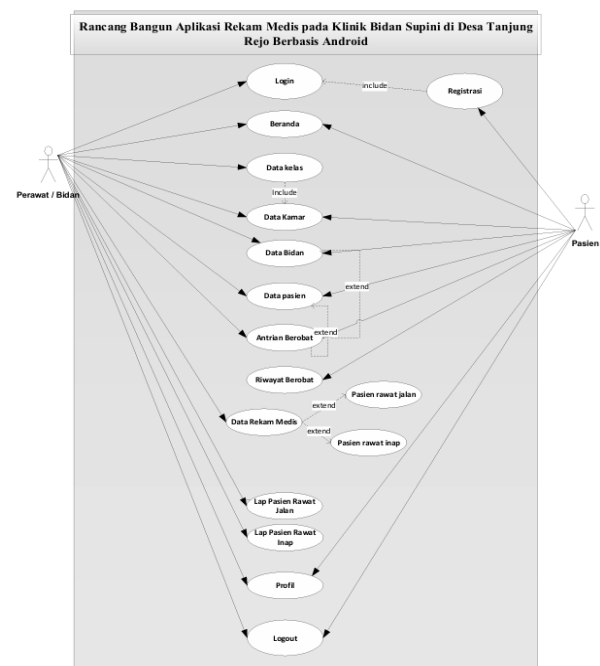 Rancang Bangun Aplikasi Rekam Medis pada Klinik Bidan Supini di Desa Tanjung
Rejo Berbasis Android
Login
include
Registrasi
Beranda
Data kelas
Include
Perawat / Bidan
Data Kamar
Pasien
Data Bidan
extend
Data pasien
extend
Antrian Berobat
Riwayat Berobat
Pasien rawat jalan
extend
Data Rekam Medis
extend
Pasien rawat inap
Lap Pasien Rawat
Jalan
Lap Pasien Rawat
Inap
Profil
Logout